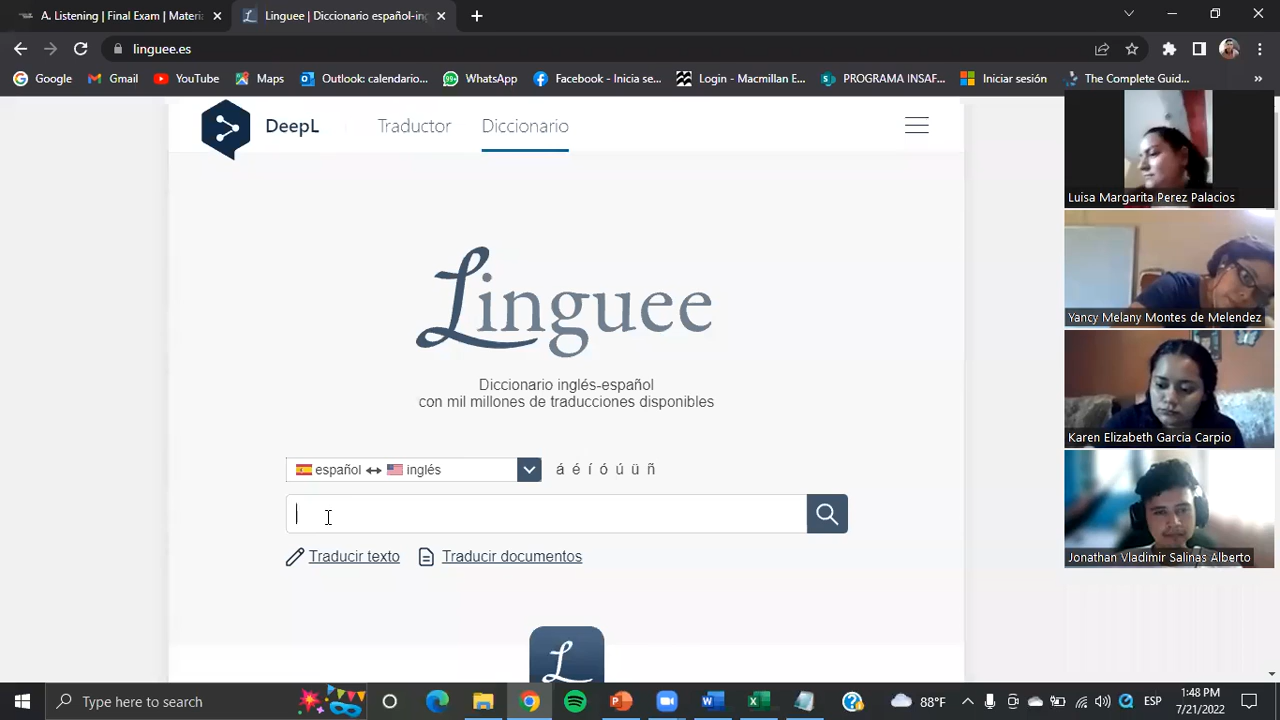 A. Listening | Final Exam | Materi
Linguee | Diccionario español-ing
linguee.es
Google
Gmail
YouTube
Maps
Outlook: calendario...
WhatsApp
Facebook - Inicia se...
Login - Macmillan E...
PROGRAMA INSAF...
Iniciar sesión
The Complete Guid...
»
DeepL
Traductor
Diccionario
Linguee
Diccionario inglés-español
con mil millones de traducciones disponibles
español ↔ inglés
á é í ó ú ü ñ
Traducir texto
Traducir documentos
L
Luisa Margarita Perez Palacios
Yancy Melany Montes de Melendez
Karen Elizabeth Garcia Carpio
Jonathan Vladimir Salinas Alberto
Type here to search
88°F
ESP
1:48 PM
7/21/2022